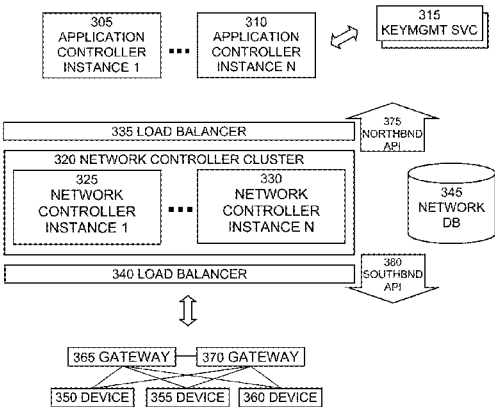 305
APPLICATION
CONTROLLER
INSTANCE 1
310
APPLICATION
CONTROLLER
INSTANCE N
315
KEYMGMT SVC
335 LOAD BALANCER
375
NORTHBND
API
320 NETWORK CONTROLLER CLUSTER
325
NETWORK
CONTROLLER
INSTANCE 1
330
NETWORK
CONTROLLER
INSTANCE N
345
NETWORK
DB
340 LOAD BALANCER
380
SOUTHBND
API
365 GATEWAY
370 GATEWAY
350 DEVICE
355 DEVICE
360 DEVICE